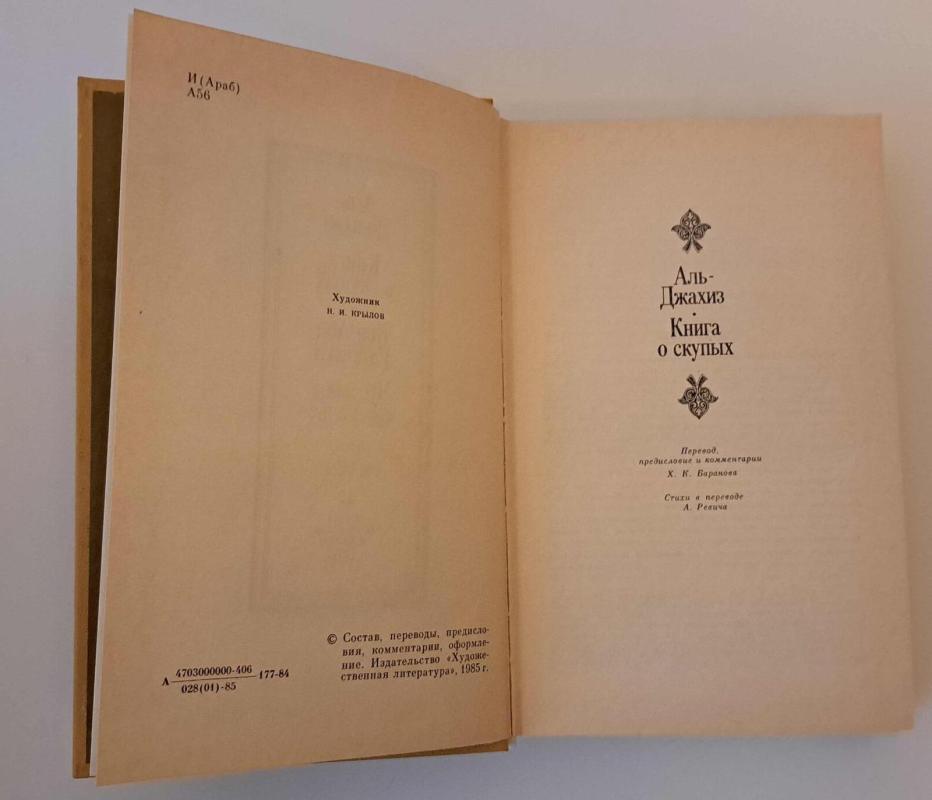 И(Араб)
А56
Художник
Н. И. КРЫЛОВ
© Состав, переводы, предисло-
вия, комментарии, оформле-
ние. Издательство «Художе-
ственная литература», 1985 г.
А 4703000000-406 177-84
028(01)-85
Аль-
Джахиз
·
Книга
о скупых
Перевод,
предисловие и комментарии
Х. К. Баранова
Стихи в переводе
А. Ревича